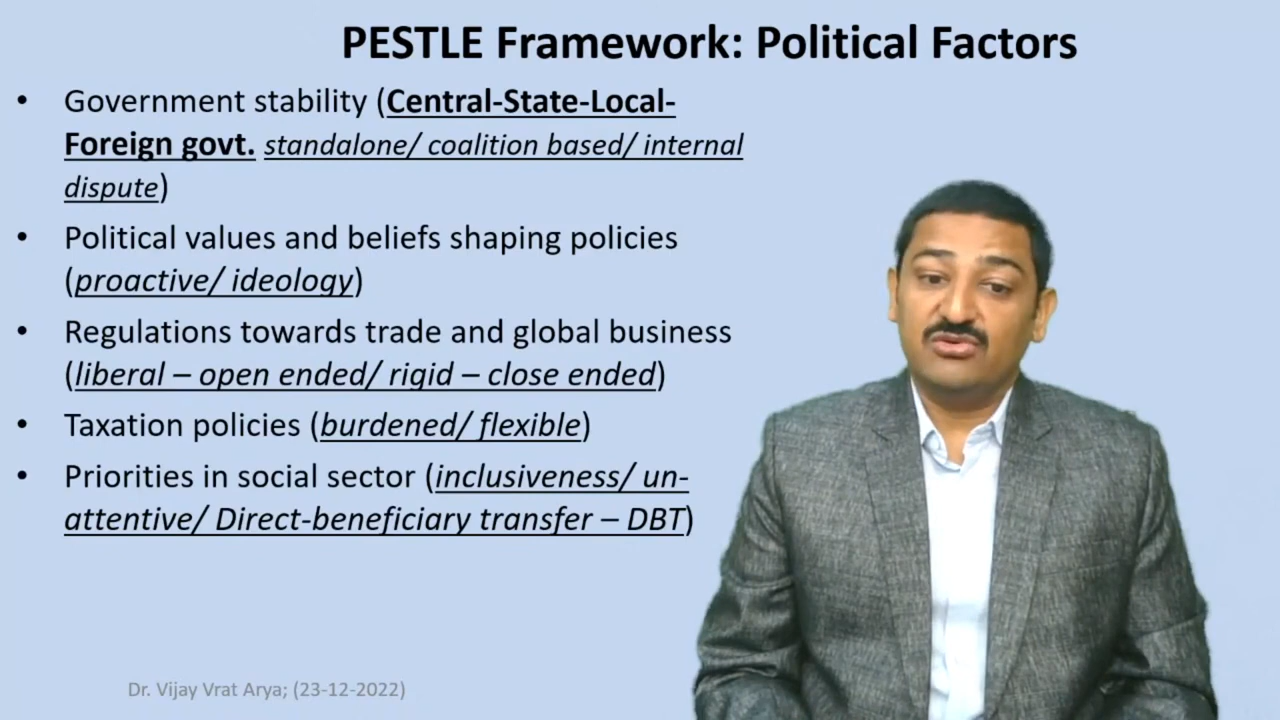 PESTLE Framework: Political Factors
• Government stability (Central-State-Local-
Foreign govt. standalone/ coalition based/ internal
dispute)
• Political values and beliefs shaping policies
(proactive/ ideology)
• Regulations towards trade and global business
(liberal – open ended/ rigid – close ended)
• Taxation policies (burdened/ flexible)
• Priorities in social sector (inclusiveness/ un-
attentive/ Direct-beneficiary transfer – DBT)
Dr. Vijay Vrat Arya; (23-12-2022)